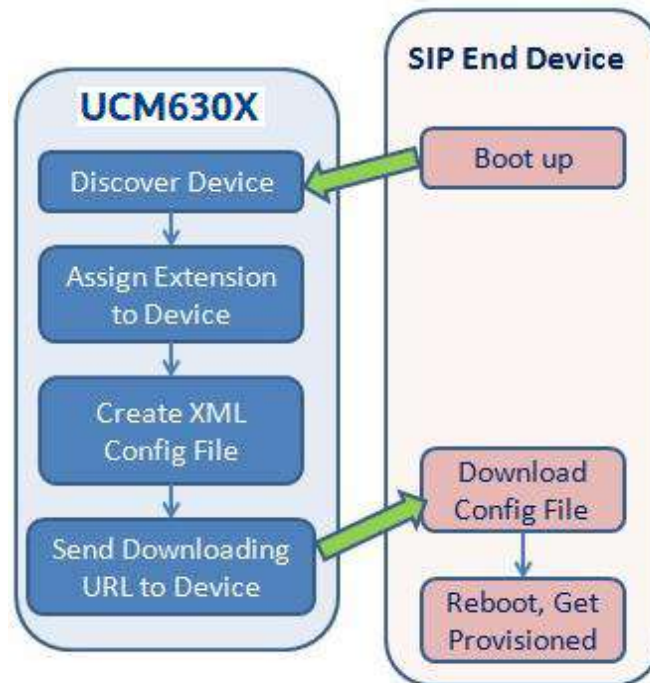 UCM630X
Discover Device
Assign Extension
to Device
Create XML
Config File
Send Downloading
URL to Device
SIP End Device
Boot up
Download
Config File
Reboot, Get
Provisioned